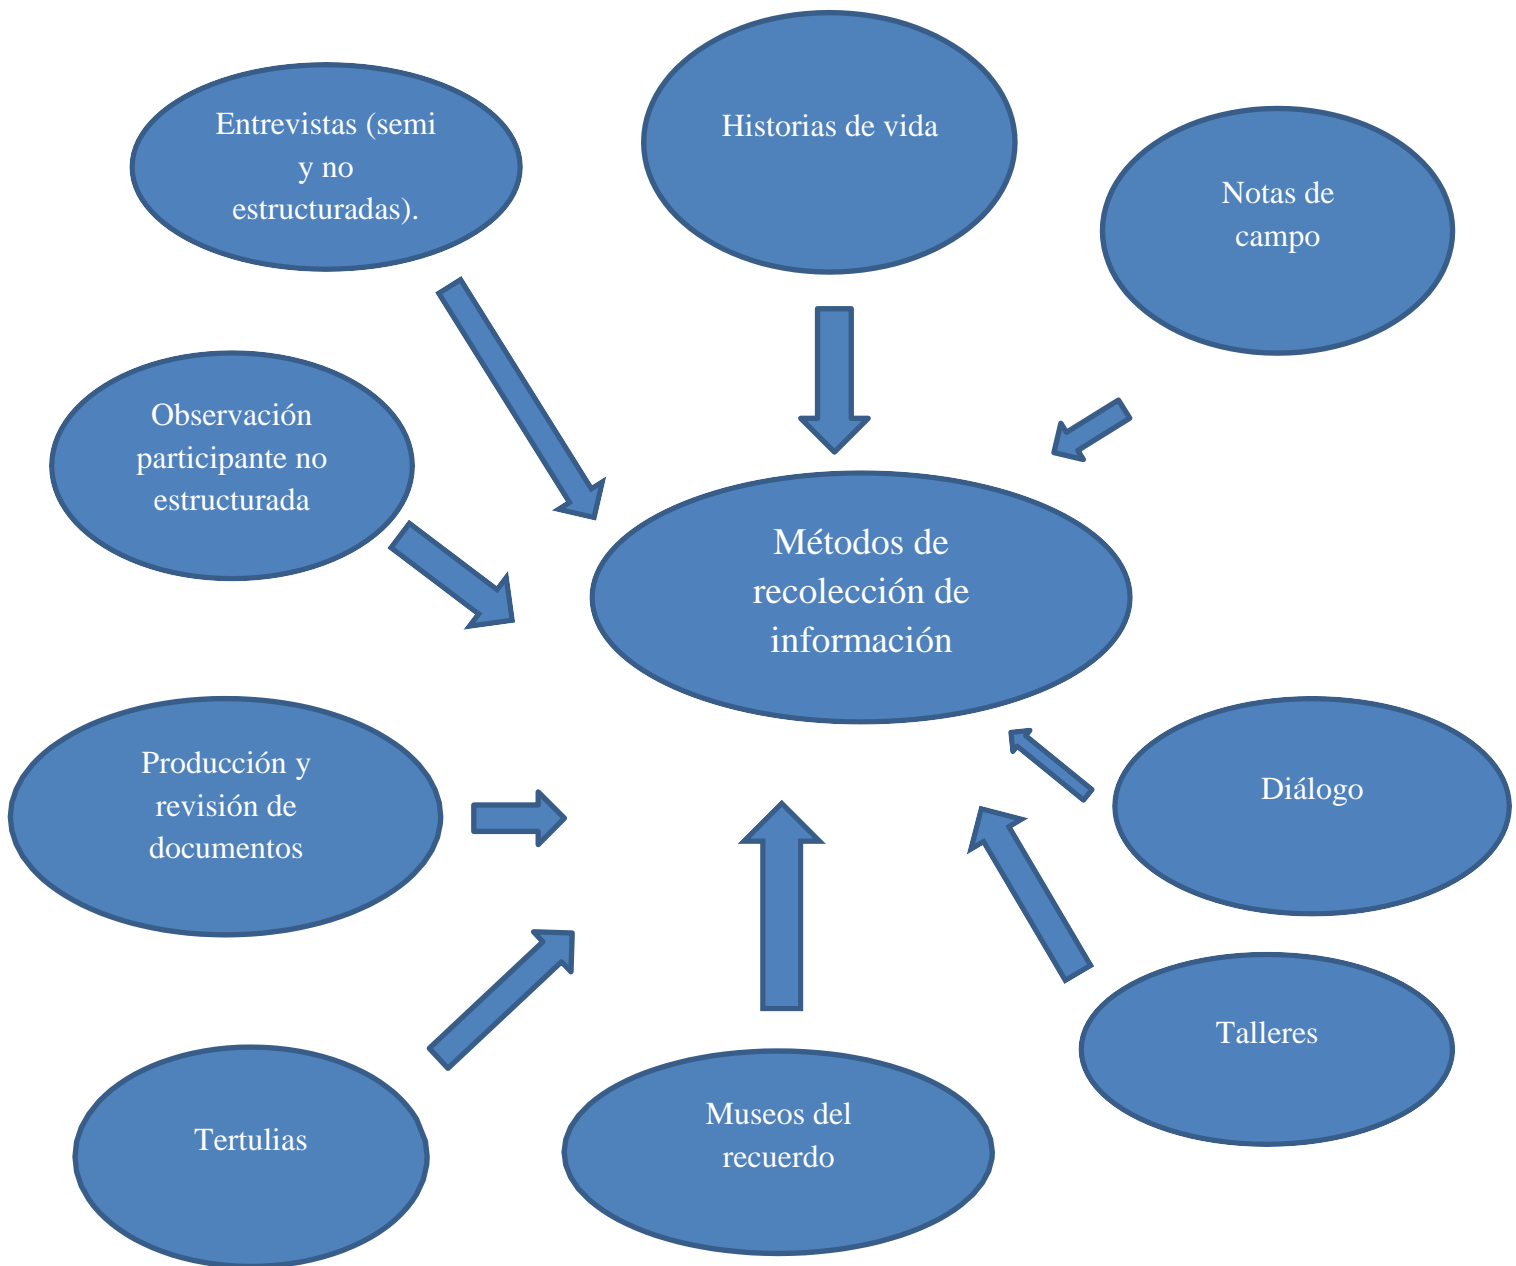 Entrevistas (semi
y no
estructuradas).
Historias de vida
Notas de
campo
Observación
participante no
estructurada
Métodos de
recolección de
información
Producción y
revisión de
documentos
Diálogo
Talleres
Tertulias
Museos del
recuerdo